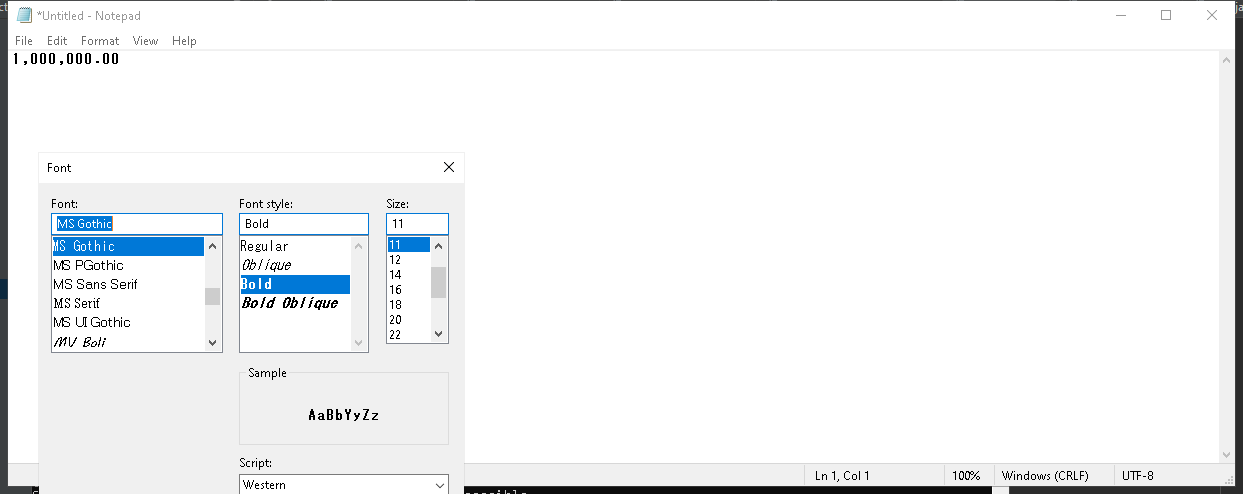 *Untitled - Notepad
File Edit Format View Help
1,000,000.00
Font
Font: Font style: Size:
MS Gothic Bold 11
MS Gothic Regular 11
MS PGothic Oblique 12
MS Sans Serif Bold 14
MS Serif Bold Oblique 16
MS UI Gothic 18
MV Boli 20
22
Sample
AaBbYyZz
Script:
Western
Ln 1, Col 1 100% Windows (CRLF) UTF-8